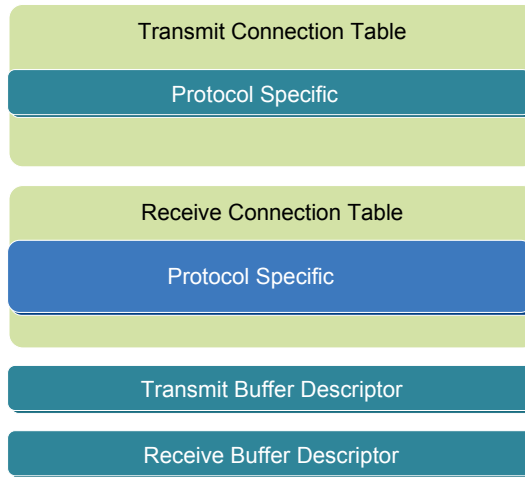 Transmit Connection Table
Protocol Specific
Receive Connection Table
Protocol Specific
Transmit Buffer Descriptor
Receive Buffer Descriptor